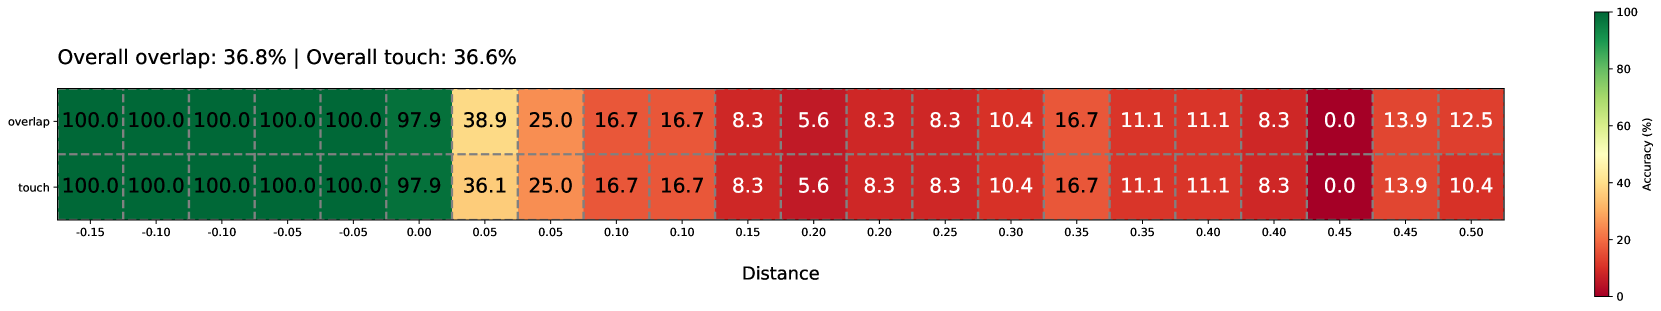 100
Overall overlap: 36.8% | Overall touch: 36.6%
80
overlap 100.0 100.0 100.0 100.0 100.0 97.9 38.9 25.0 16.7 16.7 8.3 5.6 8.3 8.3 10.4 16.7 11.1 11.1 8.3 0.0 13.9 12.5
60
Accuracy (%)
touch 100.0 100.0 100.0 100.0 100.0 97.9 36.1 25.0 16.7 16.7 8.3 5.6 8.3 8.3 10.4 16.7 11.1 11.1 8.3 0.0 13.9 10.4
40
-0.15 -0.10 -0.10 -0.05 -0.05 0.00 0.05 0.05 0.10 0.10 0.15 0.20 0.20 0.25 0.30 0.35 0.35 0.40 0.40 0.45 0.45 0.50
20
Distance
0